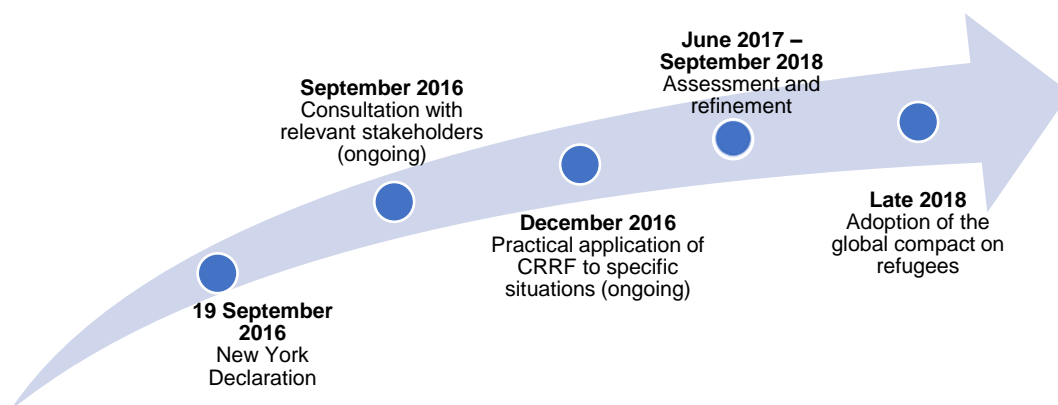 19 September
2016
New York
Declaration
September 2016
Consultation with
relevant stakeholders
(ongoing)
December 2016
Practical application of
CRRF to specific
situations (ongoing)
June 2017 –
September 2018
Assessment and
refinement
Late 2018
Adoption of the
global compact on
refugees